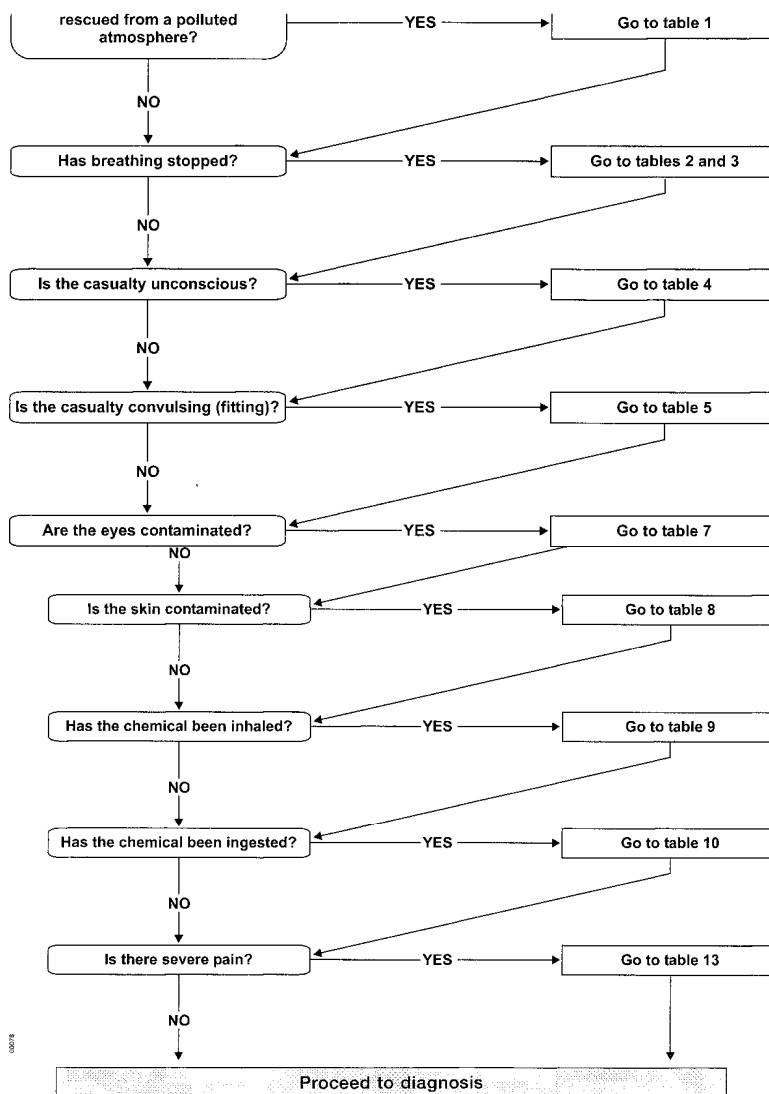 rescued from a polluted
atmosphere?
YES
Go to table 1
NO
Has breathing stopped?
YES
Go to tables 2 and 3
NO
Is the casualty unconscious?
YES
Go to table 4
NO
Is the casualty convulsing (fitting)?
YES
Go to table 5
NO
Are the eyes contaminated?
YES
Go to table 7
NO
Is the skin contaminated?
YES
Go to table 8
NO
Has the chemical been inhaled?
YES
Go to table 9
NO
Has the chemical been ingested?
YES
Go to table 10
NO
Is there severe pain?
YES
Go to table 13
NO
Proceed to diagnosis